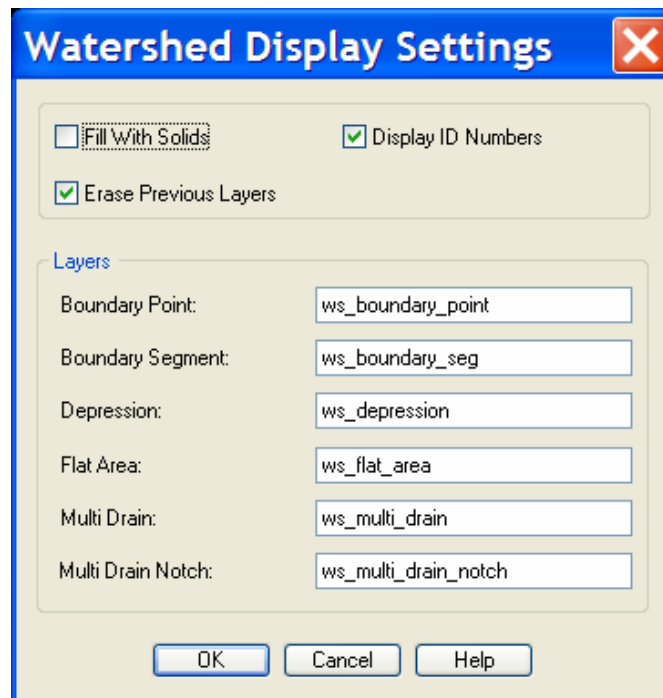 Watershed Display Settings
Fill With Solids
Display ID Numbers
Erase Previous Layers
Layers
Boundary Point: ws_boundary_point
Boundary Segment: ws_boundary_seg
Depression: ws_depression
Flat Area: ws_flat_area
Multi Drain: ws_multi_drain
Multi Drain Notch: ws_multi_drain_notch
OK Cancel Help